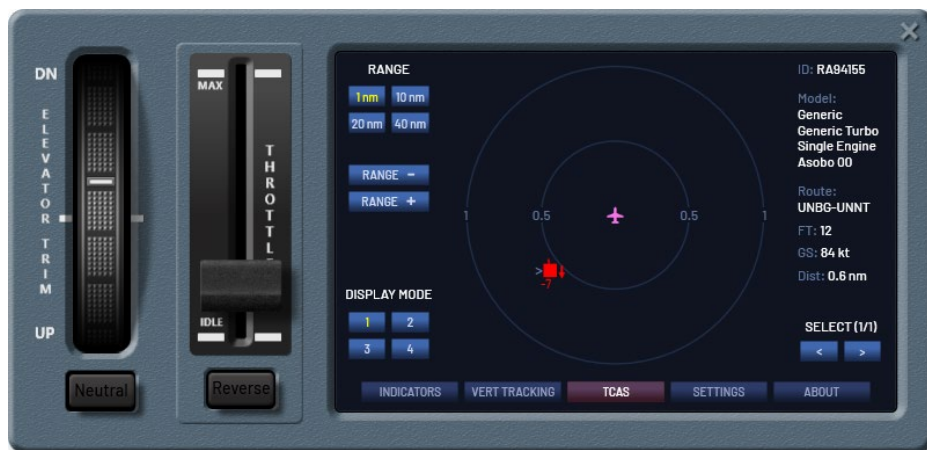 DN
ELEVATOR TRIM
UP
Neutral
MAX
THROTTLE
IDLE
Reverse
RANGE
1 nm 10 nm
20 nm 40 nm
RANGE -
RANGE +
DISPLAY MODE
1 2
3 4
1 0.5 0.5 1
>
-7
ID: RA94155
Model:
Generic
Generic Turbo
Single Engine
Asobo 00
Route:
UNBG-UNNT
FT: 12
GS: 84 kt
Dist: 0.6 nm
SELECT (1/1)
< >
INDICATORS VERT TRACKING TCAS SETTINGS ABOUT